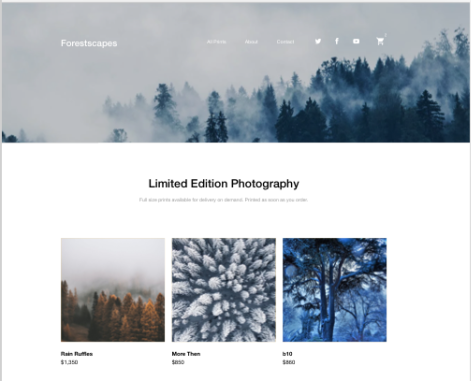 Forestscapes
All Prints About Contact
Limited Edition Photography
Full size prints available for delivery on demand. Printed as soon as you order.
Rain Ruffles
$1,350
More Then
$850
b10
$860